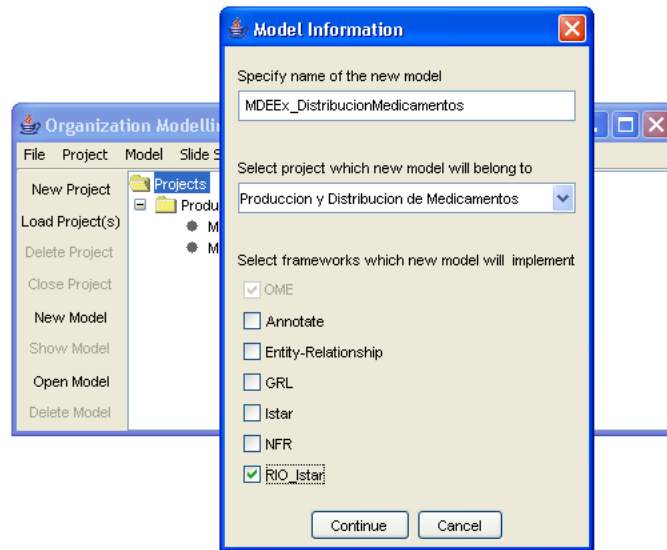 Model Information
Specify name of the new model
MDEEx_DistribucionMedicamentos
Select project which new model will belong to
Produccion y Distribucion de Medicamentos
Select frameworks which new model will implement
OME
Annotate
Entity-Relationship
GRL
Istar
NFR
RIO_Istar
Continue Cancel
Organization Modelli
File Project Model Slide S
New Project
Load Project(s)
Delete Project
Close Project
New Model
Show Model
Open Model
Delete Model
Projects
Produ
M
M